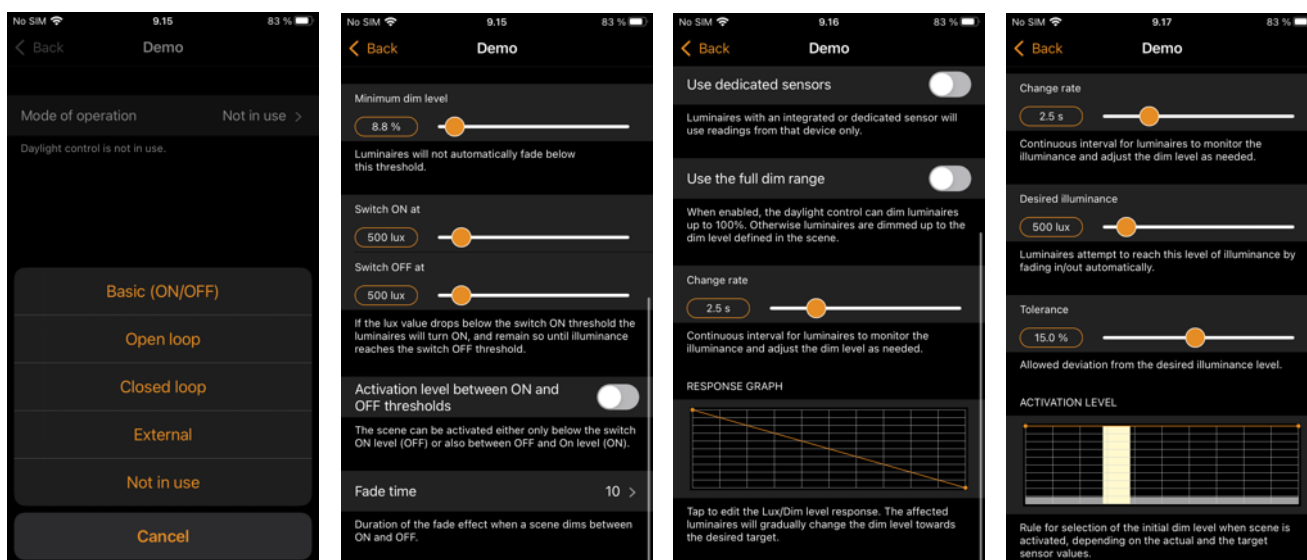 No SIM 9.15 83 %
Back Demo
Mode of operation Not in use
Daylight control is not in use.
Basic (ON/OFF)
Open loop
Closed loop
External
Not in use
Cancel
No SIM 9.15 83 %
Back Demo
Minimum dim level
8.8 %
Luminaires will not automatically fade below
this threshold.
Switch ON at
500 lux
Switch OFF at
500 lux
If the lux value drops below the switch ON threshold the
luminaires will turn ON, and remain so until illuminance
reaches the switch OFF threshold.
Activation level between ON and
OFF thresholds
The scene can be activated either only below the switch
ON level (OFF) or also between OFF and On level (ON).
Fade time 10
Duration of the fade effect when a scene dims between
ON and OFF.
No SIM 9.16 83 %
Back Demo
Use dedicated sensors
Luminaires with an integrated or dedicated sensor will
use readings from that device only.
Use the full dim range
When enabled, the daylight control can dim luminaires
up to 100%. Otherwise luminaires are dimmed up to the
dim level defined in the scene.
Change rate
2.5 s
Continuous interval for luminaires to monitor the
illuminance and adjust the dim level as needed.
RESPONSE GRAPH
Tap to edit the Lux/Dim level response. The affected
luminaires will gradually change the dim level towards
the desired target.
No SIM 9.17 83 %
Back Demo
Change rate
2.5 s
Continuous interval for luminaires to monitor the
illuminance and adjust the dim level as needed.
Desired illuminance
500 lux
Luminaires attempt to reach this level of illuminance by
fading in/out automatically.
Tolerance
15.0 %
Allowed deviation from the desired illuminance level.
ACTIVATION LEVEL
Rule for selection of the initial dim level when scene is
activated, depending on the actual and the target
sensor values.